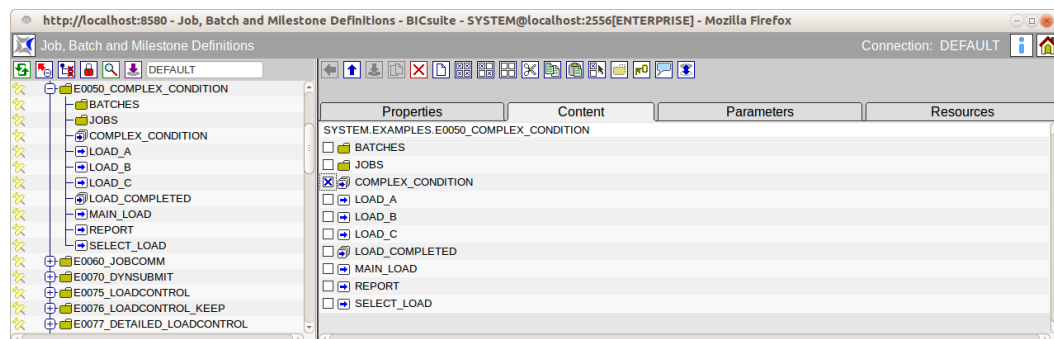 http://localhost:8580 - Job, Batch and Milestone Definitions - BICsuite - SYSTEM@localhost:2556[ENTERPRISE] - Mozilla Firefox
Job, Batch and Milestone Definitions
Connection: DEFAULT
DEFAULT
E0050_COMPLEX_CONDITION
BATCHES
JOBS
COMPLEX_CONDITION
LOAD_A
LOAD_B
LOAD_C
LOAD_COMPLETED
MAIN_LOAD
REPORT
SELECT_LOAD
E0060_JOBCOMM
E0070_DYNSUBMIT
E0075_LOADCONTROL
E0076_LOADCONTROL_KEEP
E0077_DETAILED_LOADCONTROL
Properties
Content
Parameters
Resources
SYSTEM.EXAMPLES.E0050_COMPLEX_CONDITION
BATCHES
JOBS
COMPLEX_CONDITION
LOAD_A
LOAD_B
LOAD_C
LOAD_COMPLETED
MAIN_LOAD
REPORT
SELECT_LOAD